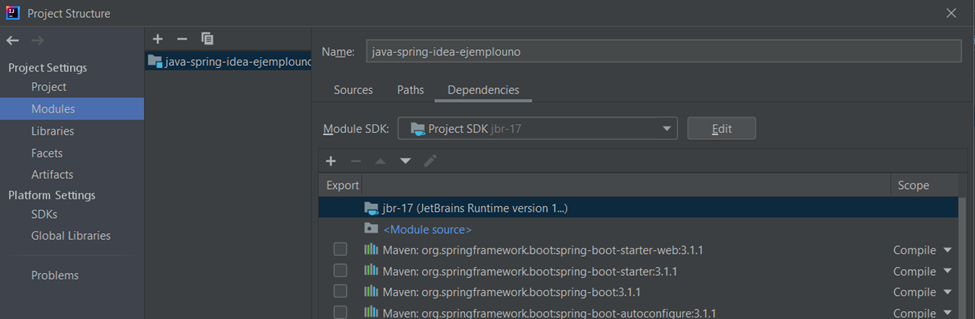 Project Structure
Project Settings
Project
Modules
Libraries
Facets
Artifacts
Platform Settings
SDKs
Global Libraries
Problems
java-spring-idea-ejemplouno
Name: java-spring-idea-ejemplouno
Sources Paths Dependencies
Module SDK: Project SDK jbr-17 Edit
Export Scope
jbr-17 (JetBrains Runtime version 1...)
<Module source>
Maven: org.springframework.boot:spring-boot-starter-web:3.1.1 Compile
Maven: org.springframework.boot:spring-boot-starter:3.1.1 Compile
Maven: org.springframework.boot:spring-boot:3.1.1 Compile
Maven: org.springframework.boot:spring-boot-autoconfigure:3.1.1 Compile